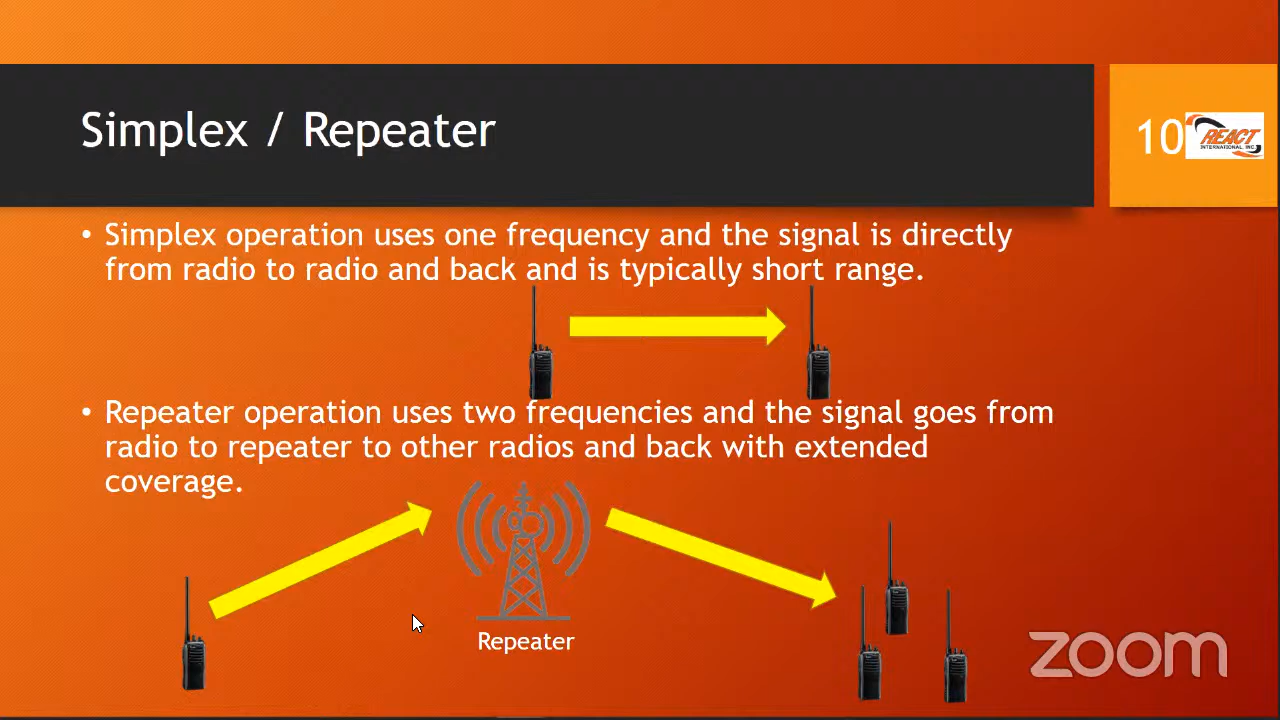 Simplex / Repeater
10
REACT
INTERNATIONAL, INC.
• Simplex operation uses one frequency and the signal is directly
from radio to radio and back and is typically short range.
• Repeater operation uses two frequencies and the signal goes from
radio to repeater to other radios and back with extended
coverage.
Repeater
zoom